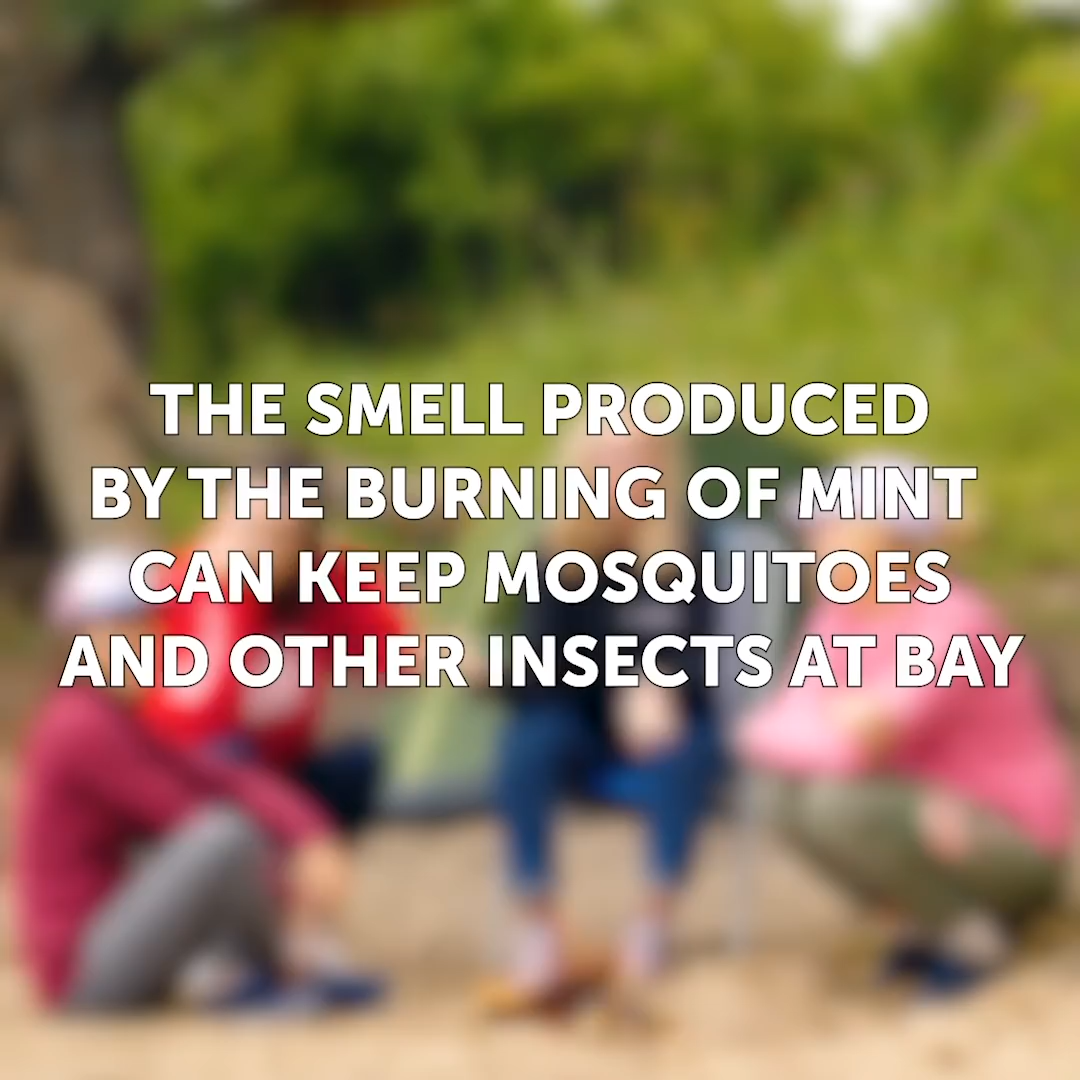 THE SMELL PRODUCED
BY THE BURNING OF MINT
CAN KEEP MOSQUITOES
AND OTHER INSECTS AT BAY